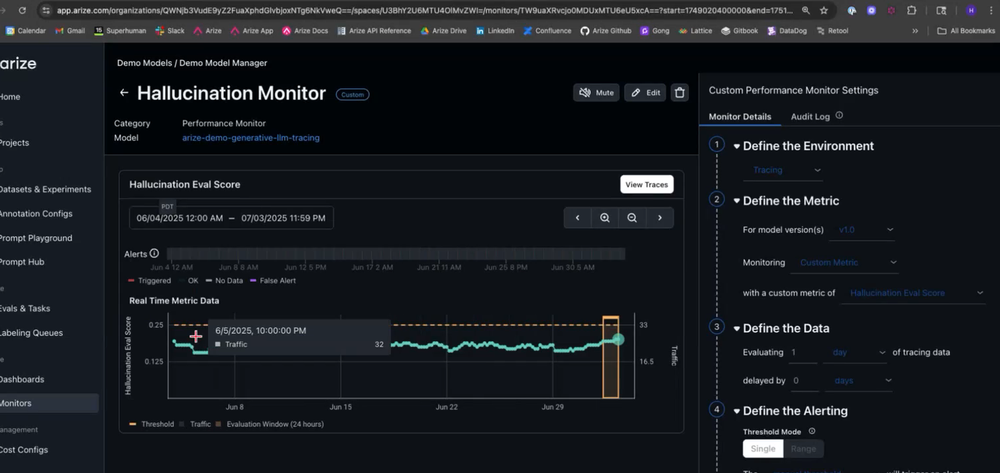 app.arize.com/organizations/QWNjb3VudE9yZ2FuaXphdGlvbjoxNTg6NkVweQ==/spaces/U3BhY2U6MTU4OlMvZWI=/monitors/TW9uaXRvcjo0MDUxMTU6eU5xcA==?start=1749020400000&end=1751...
Calendar Gmail Superhuman Slack Arize Arize App Arize Docs Arize API Reference Arize Drive LinkedIn Confluence Arize Github Gong Lattice Gitbook DataDog Retool » All Bookmarks
arize
Home
s
Projects
p
Datasets & Experiments
Annotation Configs
Prompt Playground
Prompt Hub
e
Evals & Tasks
Labeling Queues
e
Dashboards
Monitors
anagement
Cost Configs
Demo Models / Demo Model Manager
Hallucination Monitor Custom
Mute Edit
Category Performance Monitor
Model arize-demo-generative-llm-tracing
Hallucination Eval Score
View Traces
PDT
06/04/2025 12:00 AM – 07/03/2025 11:59 PM
Alerts
Jun 4 12 AM Jun 8 8 AM Jun 12 5 PM Jun 17 2 AM Jun 21 11 AM Jun 25 8 PM Jun 30 5 AM
Triggered OK No Data False Alert
Real Time Metric Data
Hallucination Eval Score
0.25
0.125
6/5/2025, 10:00:00 PM
Traffic 32
33
16.5
Traffic
Jun 8 Jun 15 Jun 22 Jun 29
Threshold Traffic Evaluation Window (24 hours)
Custom Performance Monitor Settings
Monitor Details Audit Log
1 Define the Environment
Tracing
2 Define the Metric
For model version(s) v1.0
Monitoring Custom Metric
with a custom metric of Hallucination Eval Score
3 Define the Data
Evaluating 1 day of tracing data
delayed by 0 days
4 Define the Alerting
Threshold Mode
Single Range
The manual threshold will trigger an alert